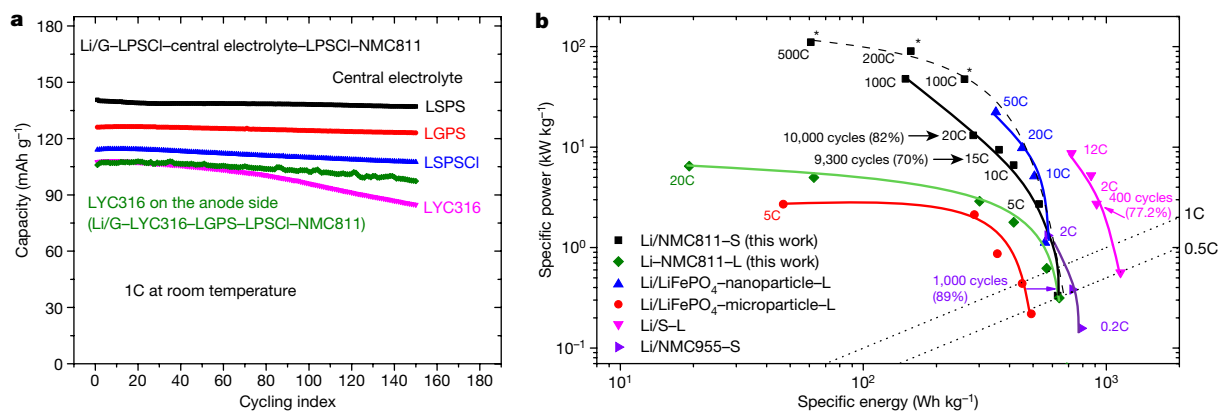 a
Li/G–LPSCl–central electrolyte–LPSCl–NMC811
Central electrolyte
LSPS
LGPS
LSPSCl
LYC316
LYC316 on the anode side
(Li/G–LYC316–LGPS–LPSCl–NMC811)
1C at room temperature
Capacity (mAh g⁻¹)
240
210
180
150
120
90
60
30
0
0 20 40 60 80 100 120 140 160 180
Cycling index
b
500C
*
200C
*
100C
100C
*
50C
20C
10C
2C
10,000 cycles (82%)
20C
9,300 cycles (70%)
15C
10C
5C
12C
2C
400 cycles
(77.2%)
1C
0.5C
20C
5C
1,000 cycles
(89%)
0.2C
Li/NMC811–S (this work)
Li–NMC811–L (this work)
Li/LiFePO₄–nanoparticle–L
Li/LiFePO₄–microparticle–L
Li/S–L
Li/NMC955–S
Specific power (kW kg⁻¹)
10²
10¹
10⁰
10⁻¹
10¹ 10² 10³
Specific energy (Wh kg⁻¹)